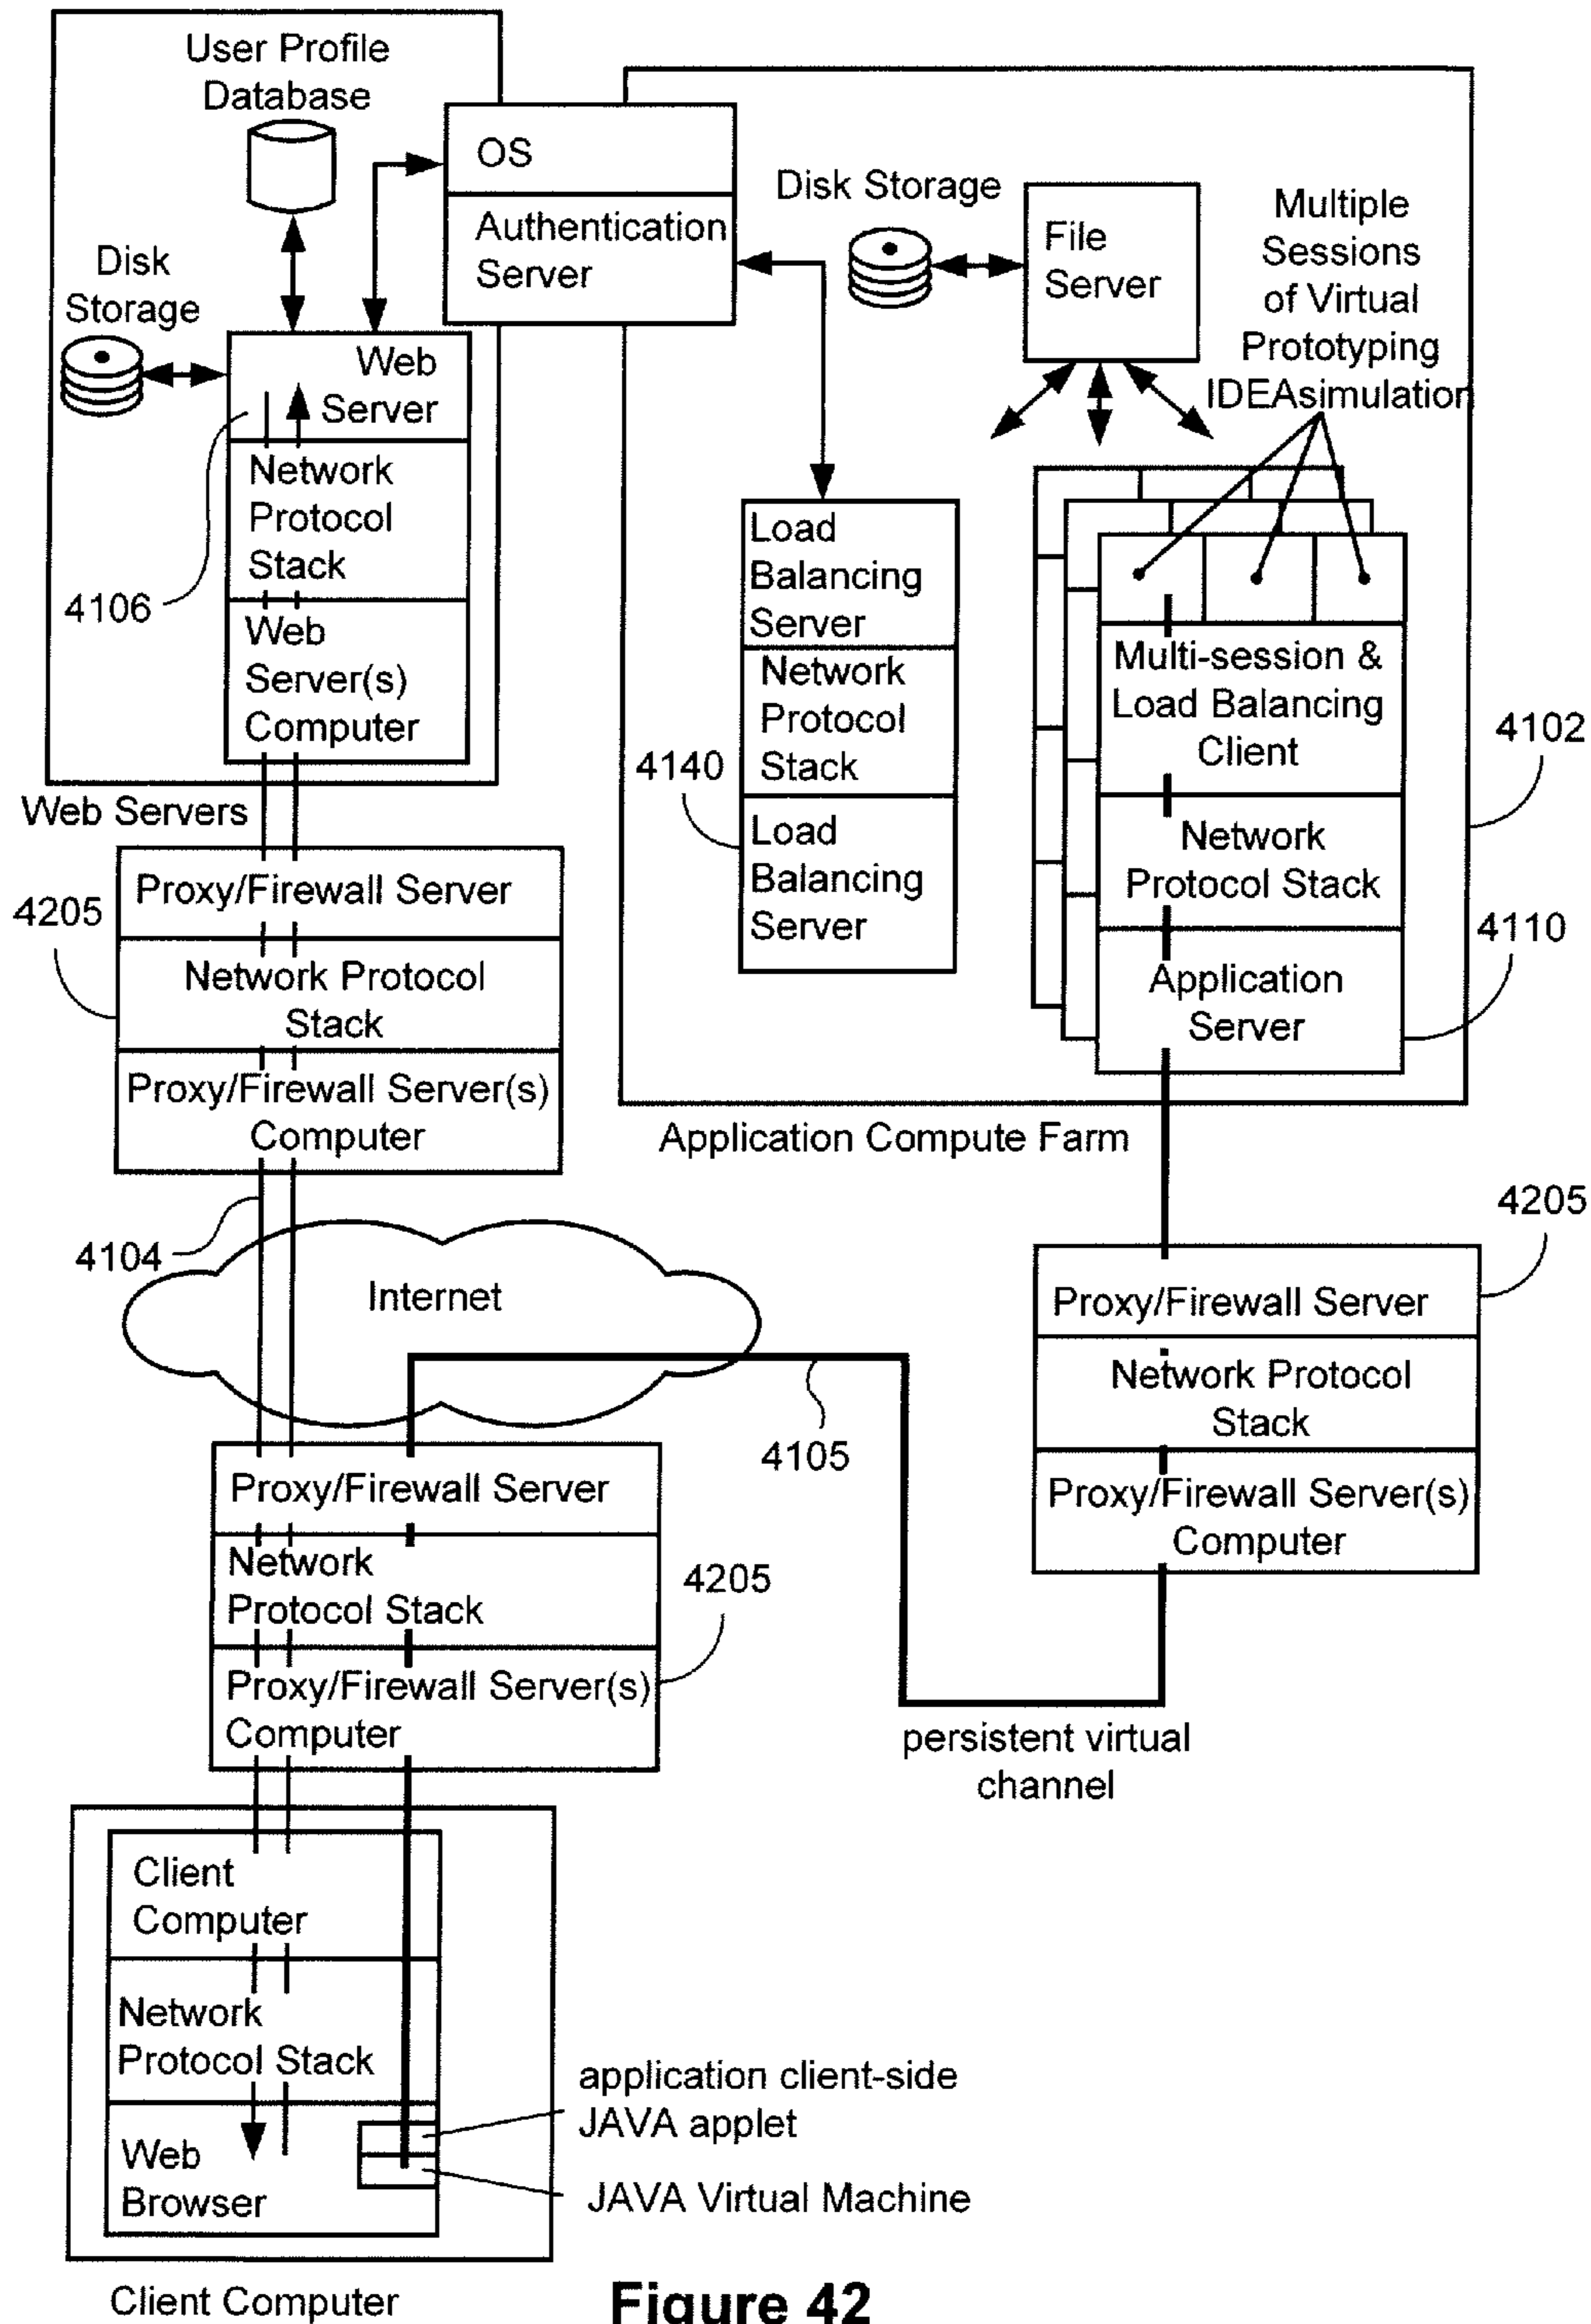 User Profile
Database
OS
Authentication
Server
Disk Storage
File
Server
Multiple
Sessions
of Virtual
Prototyping
IDEAsimulation
Disk
Storage
Web
Server
Network
Protocol
Stack
4106
Web
Server(s)
Computer
Web Servers
Load
Balancing
Server
Network
Protocol
Stack
4140
Load
Balancing
Server
Multi-session &
Load Balancing
Client
4102
Network
Protocol Stack
4110
Application
Server
Application Compute Farm
4205
Proxy/Firewall Server
Network Protocol
Stack
Proxy/Firewall Server(s)
Computer
4104
Internet
4105
4205
Proxy/Firewall Server
Network Protocol
Stack
Proxy/Firewall Server(s)
Computer
Proxy/Firewall Server
Network
Protocol Stack
4205
Proxy/Firewall Server(s)
Computer
persistent virtual
channel
Client
Computer
Network
Protocol Stack
Web
Browser
application client-side
JAVA applet
JAVA Virtual Machine
Client Computer
Figure 42